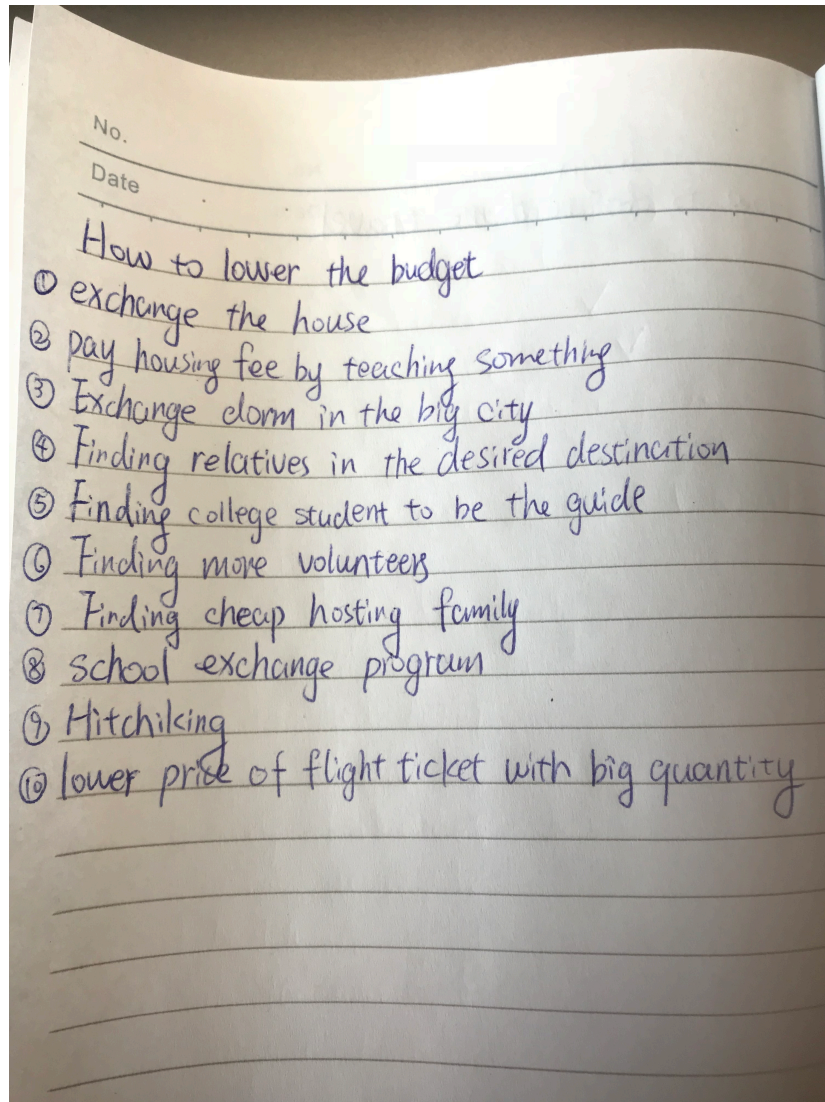 No.
Date
How to lower the budget
① exchange the house
② pay housing fee by teaching something
③ Exchange dorm in the big city
④ Finding relatives in the desired destination
⑤ Finding college student to be the guide
⑥ Finding more volunteers
⑦ Finding cheap hosting family
⑧ school exchange program
⑨ Hitchiking
⑩ lower price of flight ticket with big quantity